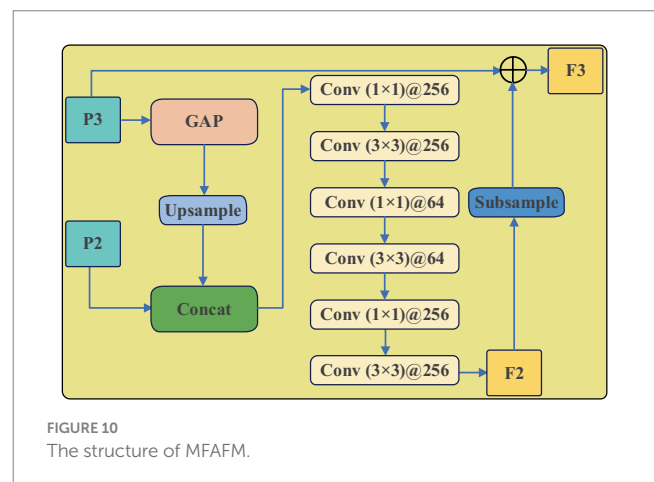 P3
GAP
Upsample
P2
Concat
Conv (1×1)@256
Conv (3×3)@256
Conv (1×1)@64
Conv (3×3)@64
Conv (1×1)@256
Conv (3×3)@256
F2
Subsample
F3
FIGURE 10
The structure of MFAFM.